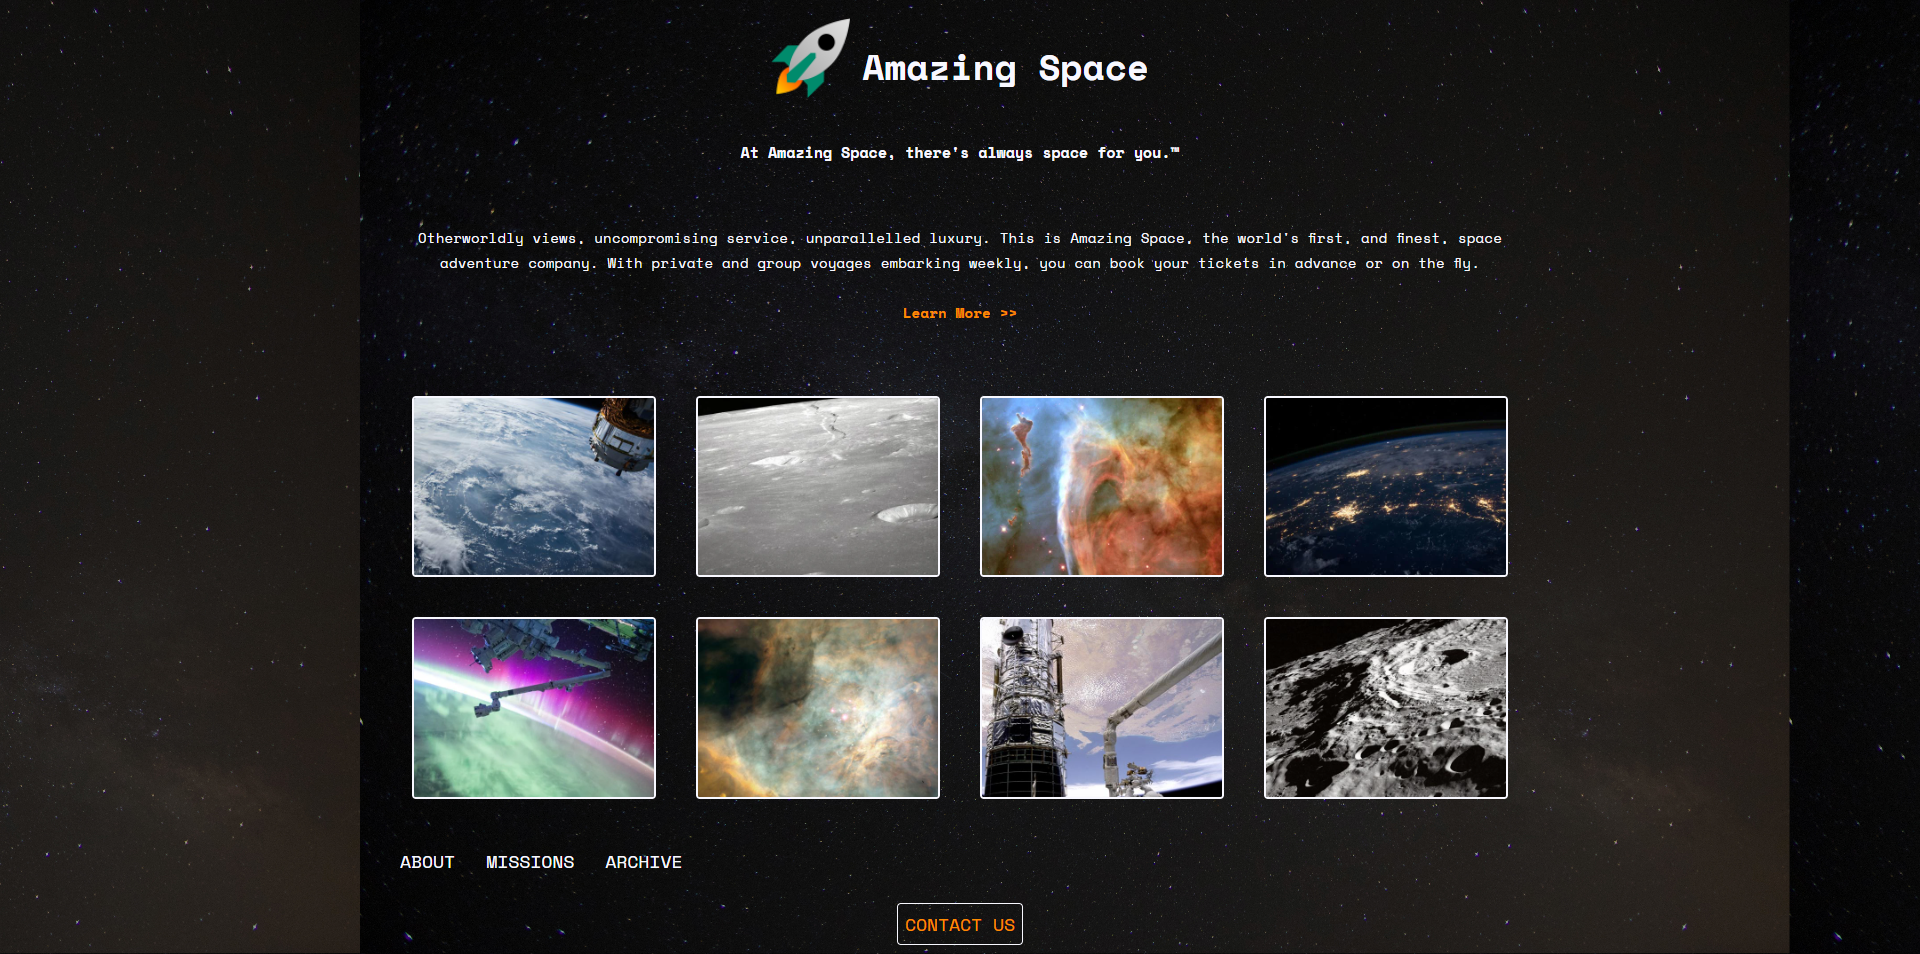 Amazing Space
At Amazing Space, there's always space for you.™
Otherworldly views, uncompromising service, unparallelled luxury. This is Amazing Space, the world's first, and finest, space
adventure company. With private and group voyages embarking weekly, you can book your tickets in advance or on the fly.
Learn More >>
ABOUT MISSIONS ARCHIVE
CONTACT US